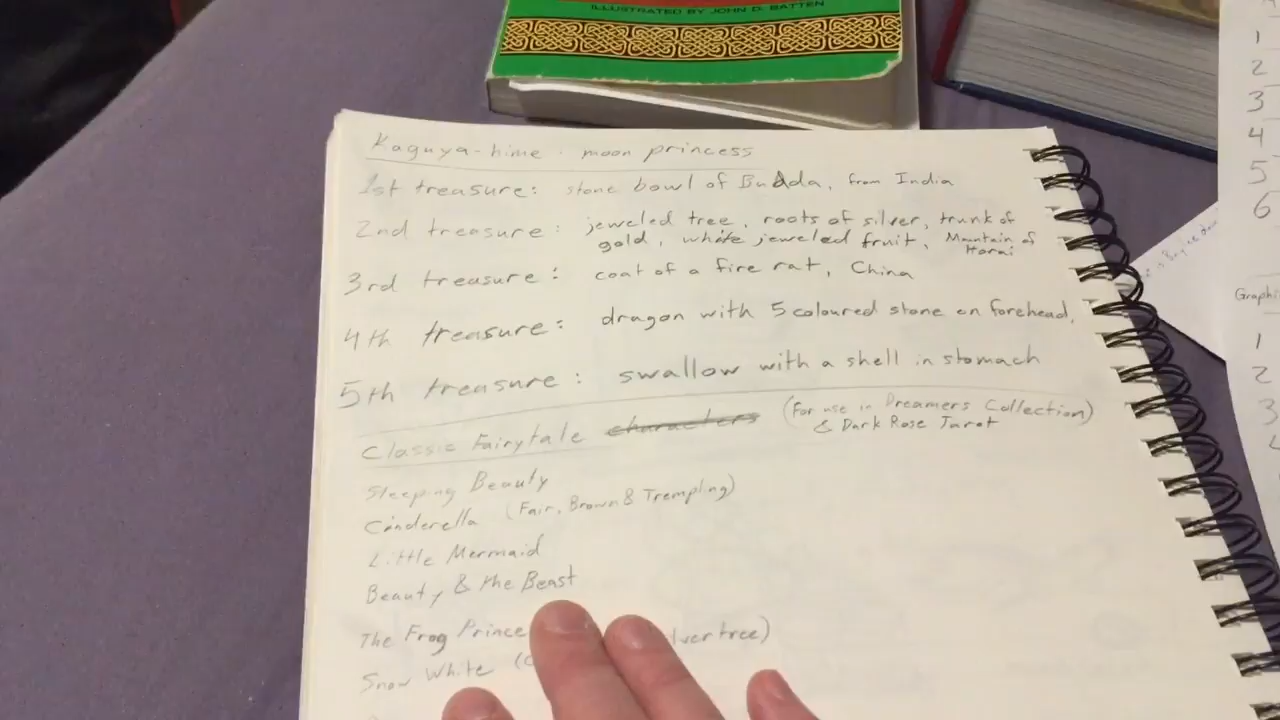 ILLUSTRATED BY JOHN D. BATTEN
Kaguya-hime : moon princess
1st treasure: stone bowl of Budda, from India
2nd treasure: jeweled tree, roots of silver, trunk of
gold, white jeweled fruit, Mountain of
Horai
3rd treasure: coat of a fire rat, China
4th treasure: dragon with 5 coloured stone on forehead,
5th treasure: swallow with a shell in stomach
Classic Fairytale characters (For use in Dreamers Collection)
& Dark Rose Tarot
Sleeping Beauty
Cinderella (Fair, Brown & Trempling)
Little Mermaid
Beauty & the Beast
The Frog Prince
Snow White
1
2
3
4
5
6
1
2
3